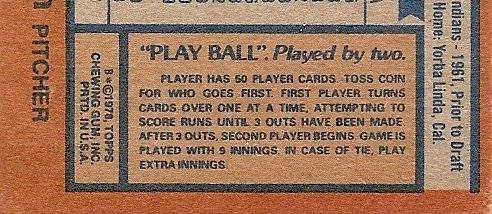 PITCHER
B*©1978 TOPPS
CHEWING GUM, INC.
PRTD. IN U.S.A.
"PLAY BALL". Played by two.
PLAYER HAS 50 PLAYER CARDS. TOSS COIN
FOR WHO GOES FIRST. FIRST PLAYER TURNS
CARDS OVER ONE AT A TIME, ATTEMPTING TO
SCORE RUNS UNTIL 3 OUTS HAVE BEEN MADE.
AFTER 3 OUTS, SECOND PLAYER BEGINS. GAME IS
PLAYED WITH 9 INNINGS. IN CASE OF TIE, PLAY
EXTRA INNINGS.
ndians - 1961, Prior to Draft
Home: Yorba Linda, Cal.